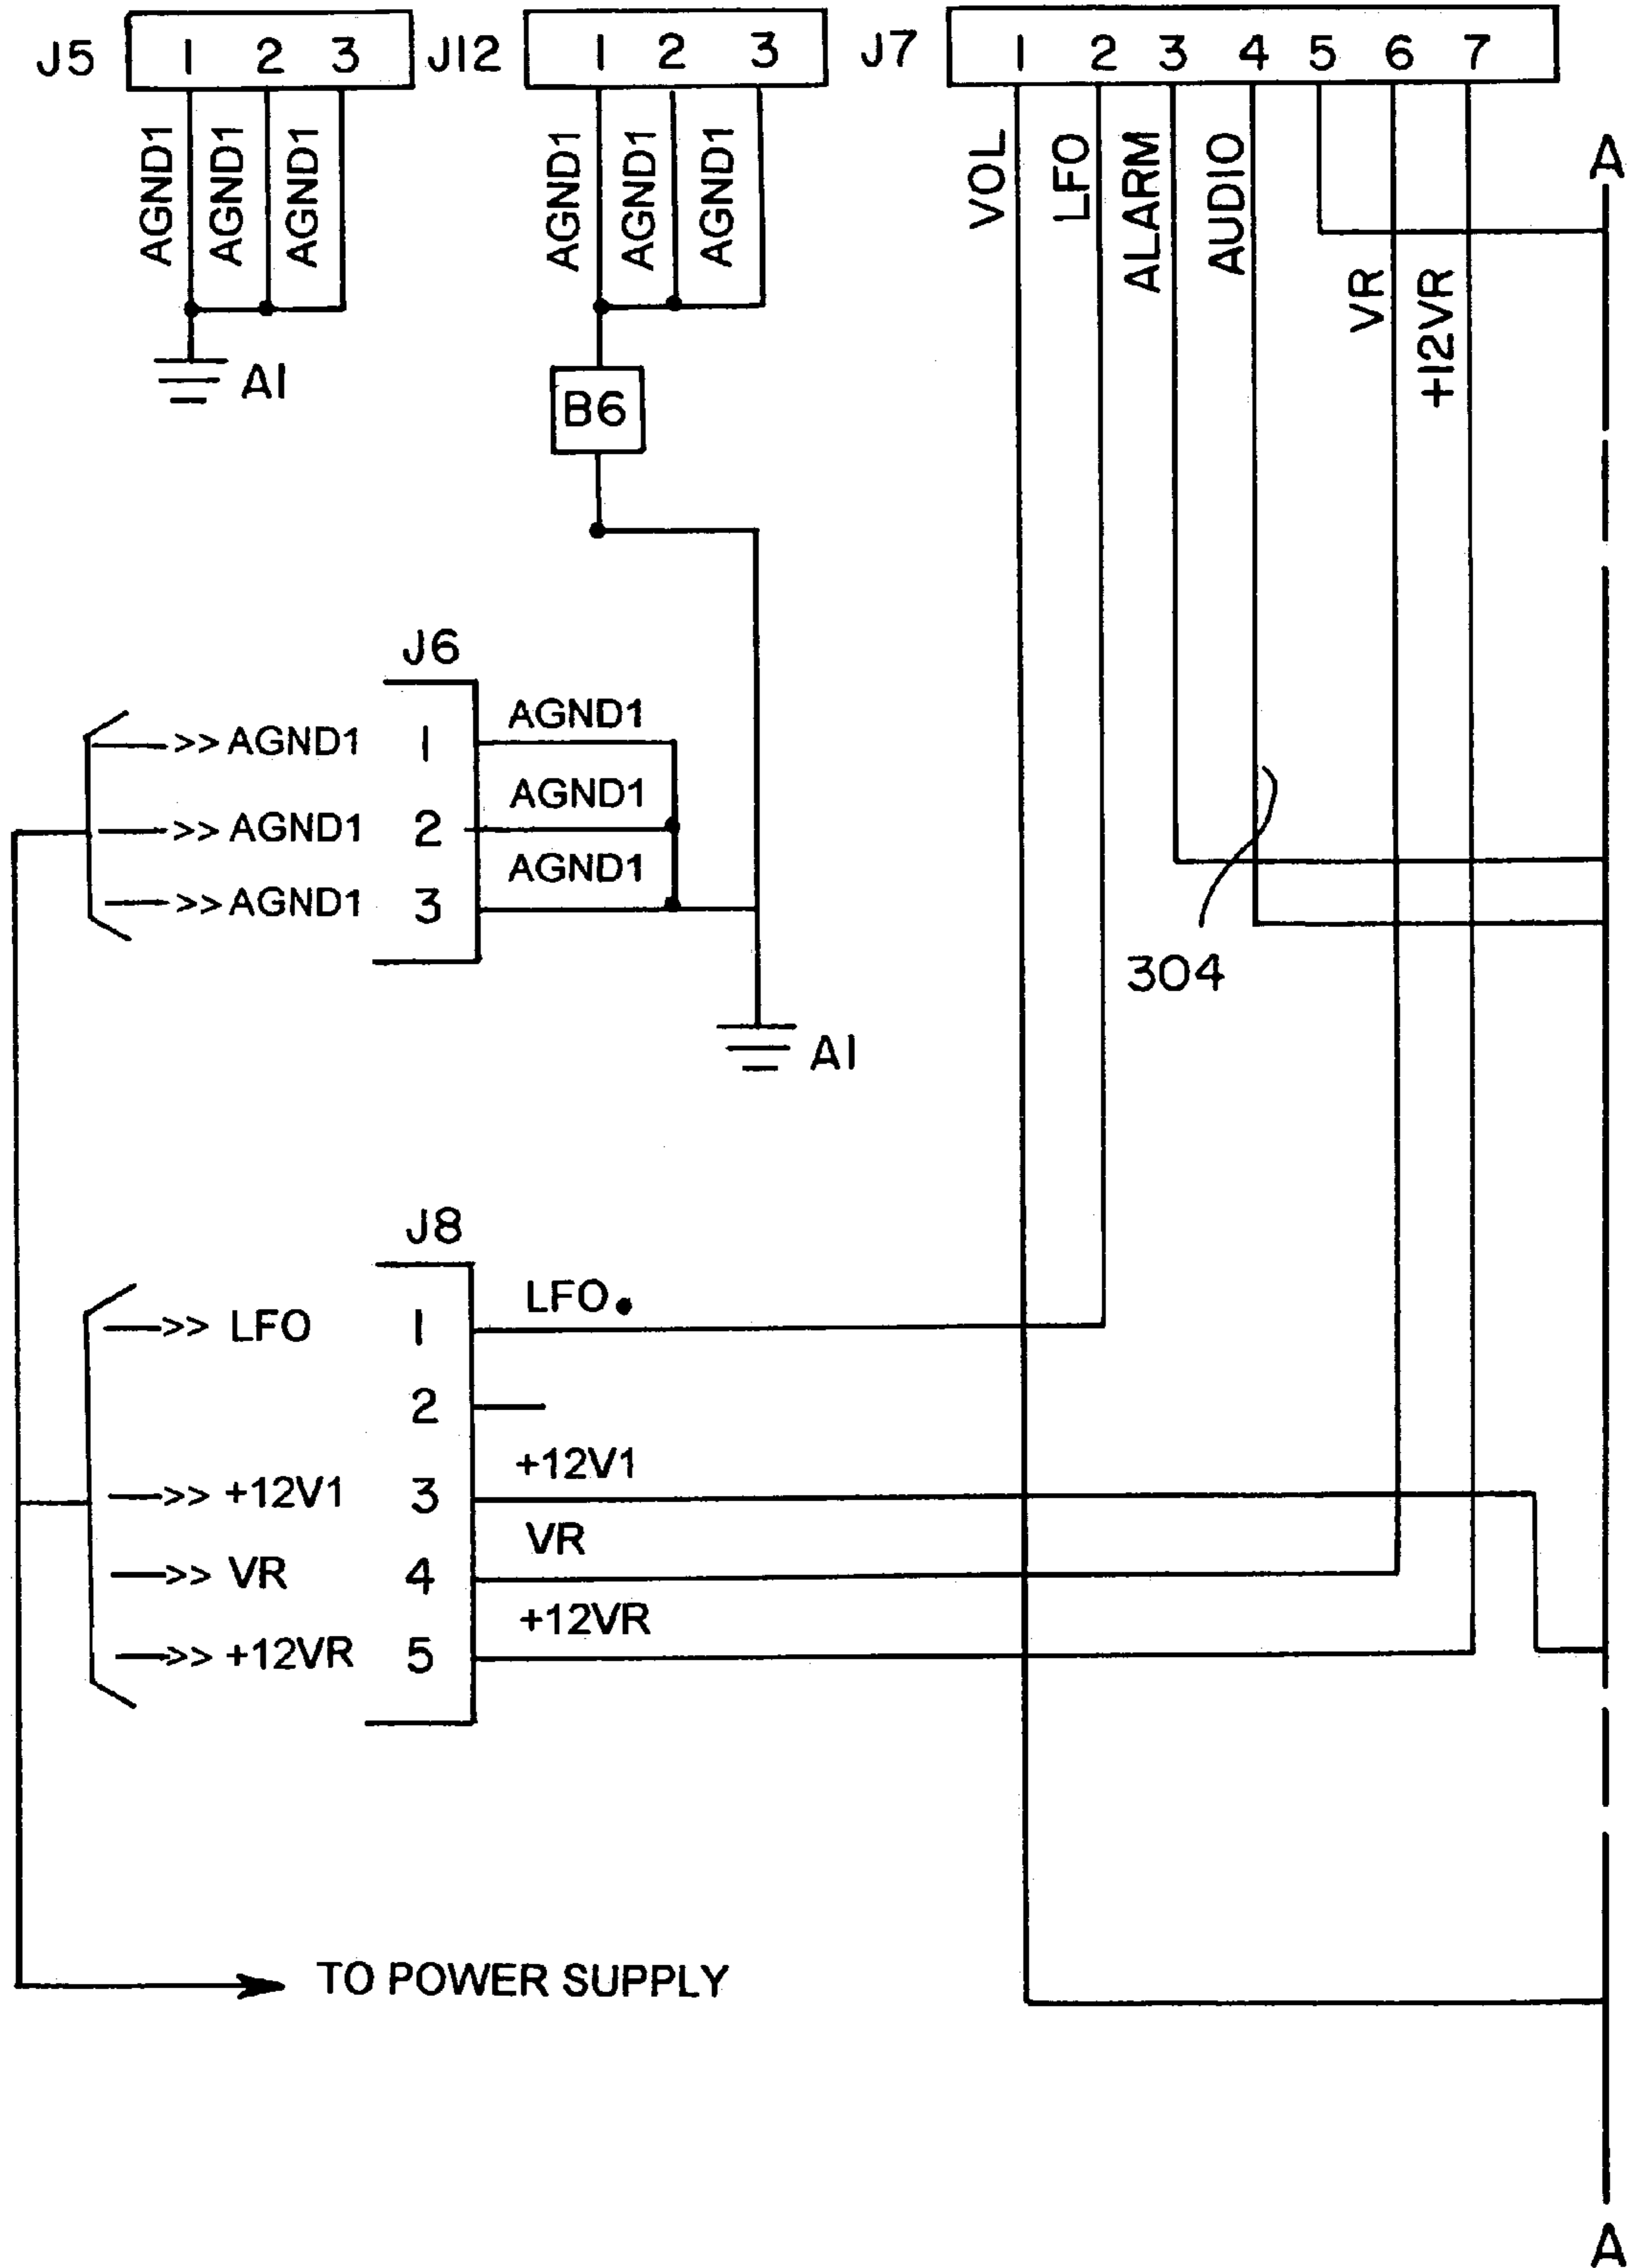 J5 1 2 3 J12 1 2 3 J7 1 2 3 4 5 6 7
AGND1 AGND1 AGND1 AGND1 AGND1 AGND1 VOL LFO ALARM AUDIO A
VR +12VR
A1
B6
J6
1 AGND1
>> AGND1
AGND1
>> AGND1 2
AGND1
>> AGND1 3
304
A1
J8
LFO
>> LFO 1
2
+12V1
>> +12V1 3
VR
>> VR 4
+12VR
>> +12VR 5
TO POWER SUPPLY
A